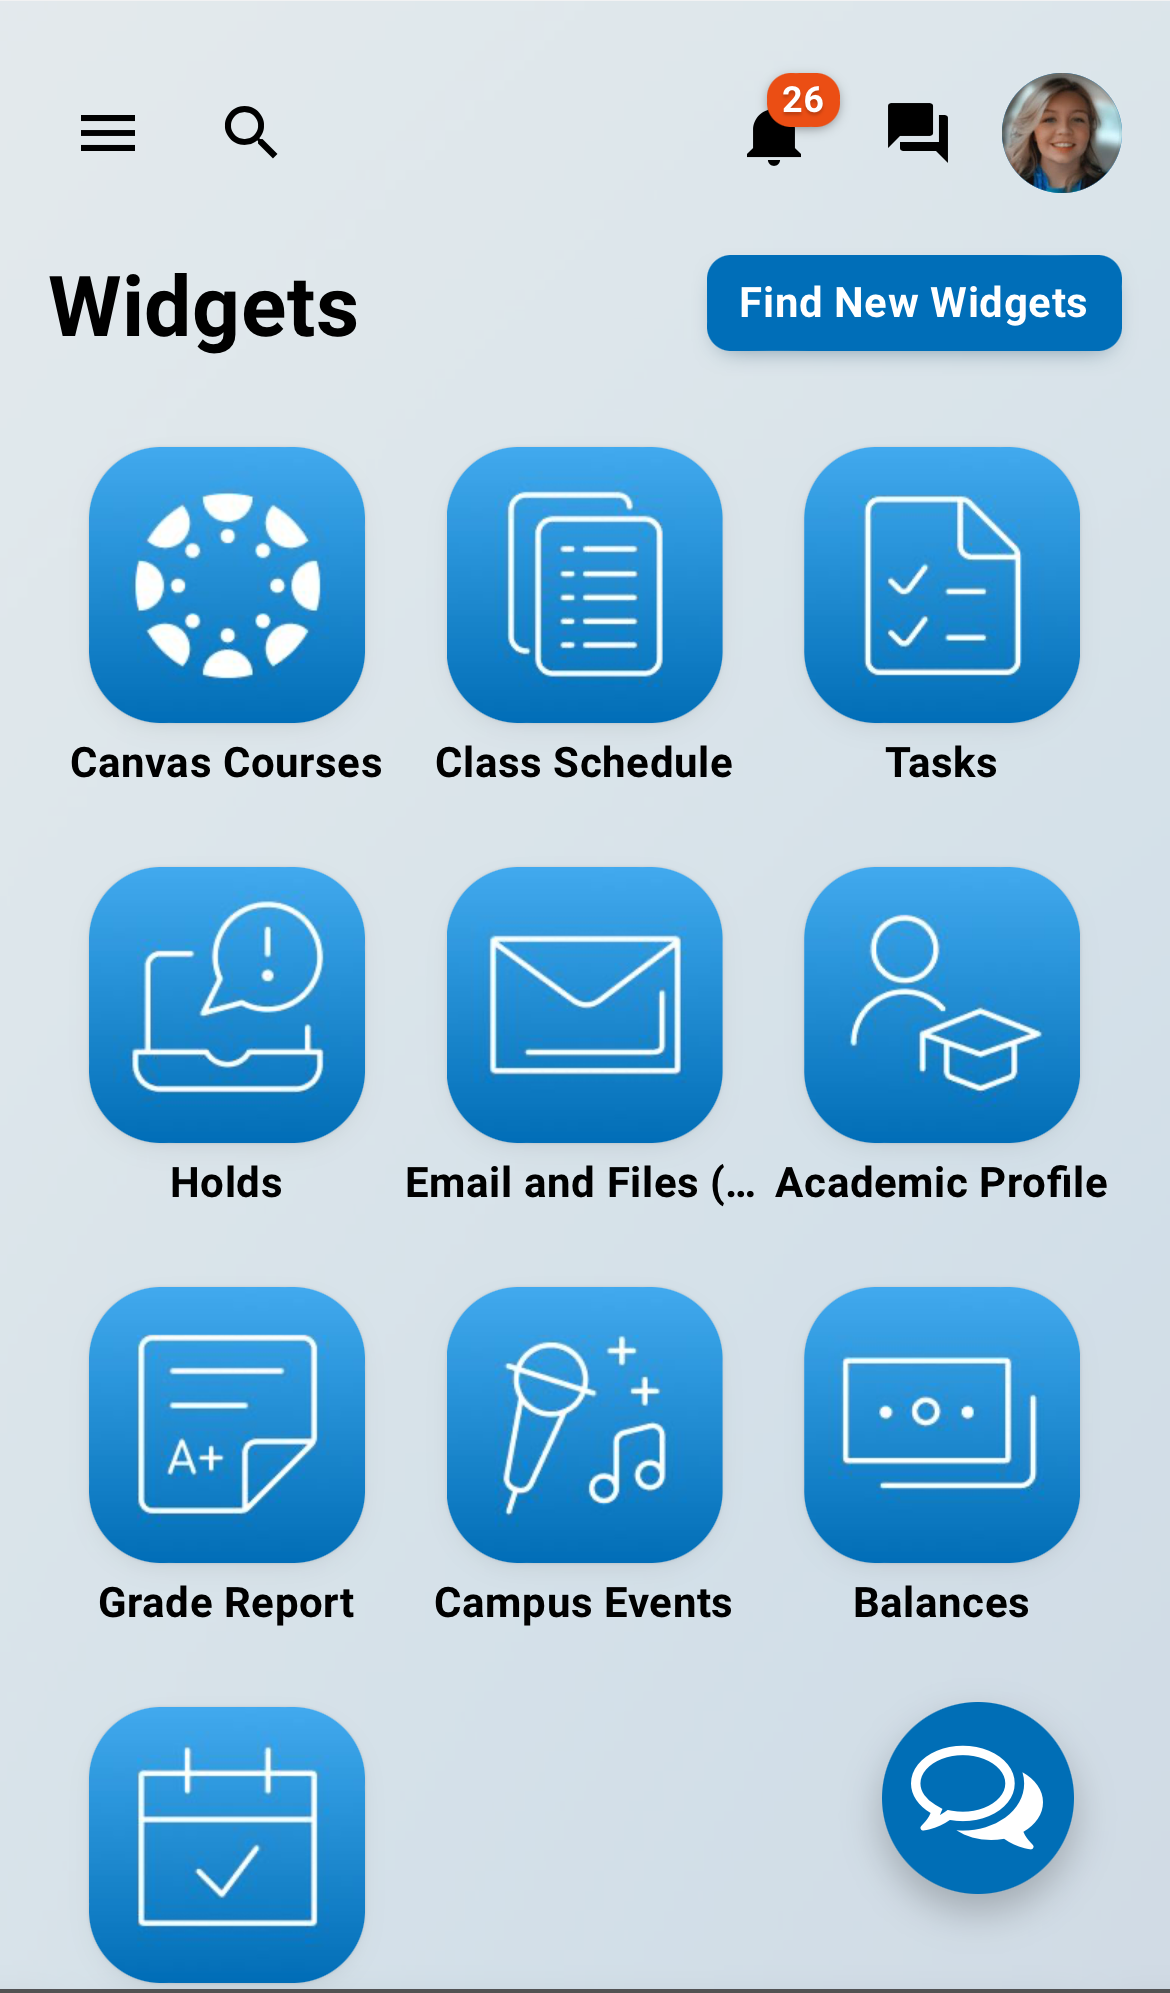 26
Widgets
Find New Widgets
Canvas Courses
Class Schedule
Tasks
Holds
Email and Files (...
Academic Profile
A+
Grade Report
Campus Events
Balances